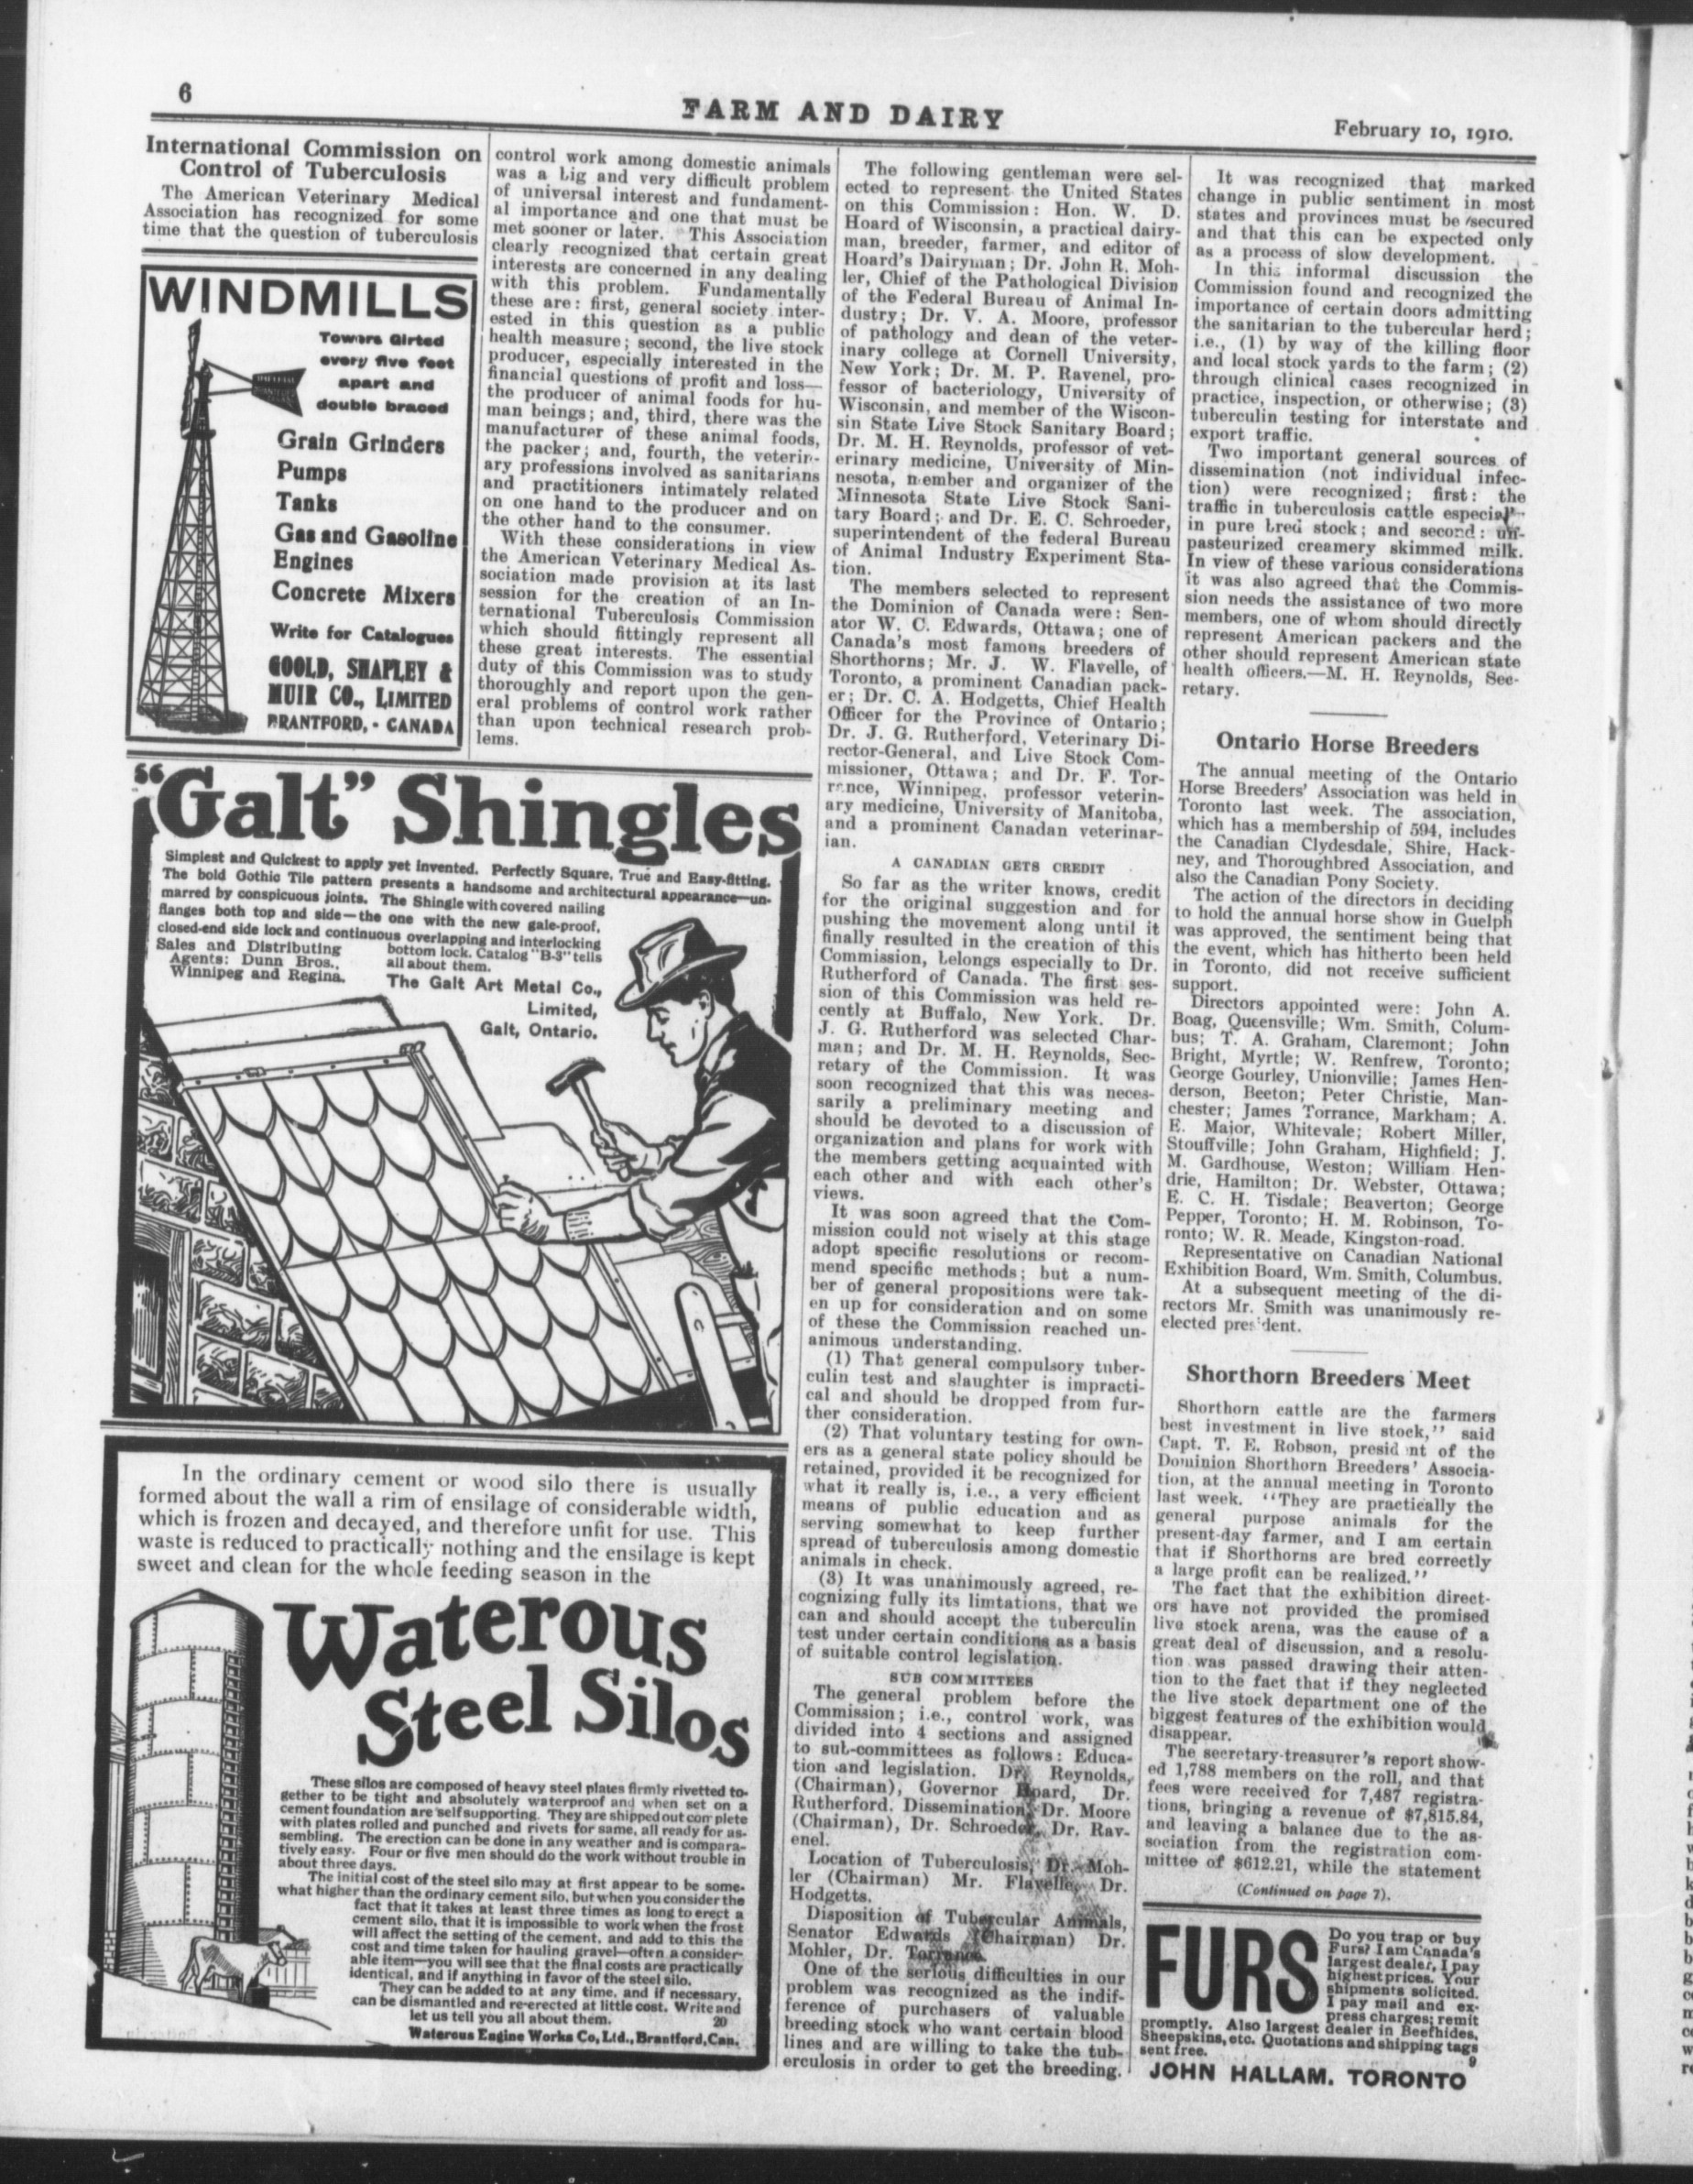 6
FARM AND DAIRY
February 10, 1910.
International Commission on
Control of Tuberculosis
The American Veterinary Medical
Association has recognized for some
time that the question of tuberculosis
WINDMILLS
Towers Girted
every five feet
apart and
double braced
Grain Grinders
Pumps
Tanks
Gas and Gasoline
Engines
Concrete Mixers
Write for Catalogues
GOOLD, SHAPLEY &
MUIR CO., LIMITED
BRANTFORD, - CANADA
control work among domestic animals
was a big and very difficult problem
of universal interest and fundament-
al importance and one that must be
met sooner or later. This Association
clearly recognized that certain great
interests are concerned in any dealing
with this problem. Fundamentally
these are: first, general society inter-
ested in this question as a public
health measure; second, the live stock
producer, especially interested in the
financial questions of profit and loss—
the producer of animal foods for hu-
man beings; and, third, there was the
manufacturer of these animal foods,
the packer; and, fourth, the veterin-
ary professions involved as sanitarians
and practitioners intimately related
on one hand to the producer and on
the other hand to the consumer.
With these considerations in view
the American Veterinary Medical As-
sociation made provision at its last
session for the creation of an In-
ternational Tuberculosis Commission
which should fittingly represent all
these great interests. The essential
duty of this Commission was to study
thoroughly and report upon the gen-
eral problems of control work rather
than upon technical research prob-
lems.
"Galt" Shingles
Simplest and Quickest to apply yet invented. Perfectly Square, True and Easy-fitting.
The bold Gothic Tile pattern presents a handsome and architectural appearance—un-
marred by conspicuous joints. The Shingle with covered nailing
flanges both top and side—the one with the new gale-proof,
closed-end side lock and continuous overlapping and interlocking
bottom lock. Catalog "B-3" tells
all about them.
Sales and Distributing
Agents: Dunn Bros.,
Winnipeg and Regina.
The Galt Art Metal Co.,
Limited,
Galt, Ontario.
In the ordinary cement or wood silo there is usually
formed about the wall a rim of ensilage of considerable width,
which is frozen and decayed, and therefore unfit for use. This
waste is reduced to practically nothing and the ensilage is kept
sweet and clean for the whole feeding season in the
Waterous
Steel Silos
These silos are composed of heavy steel plates firmly rivetted to-
gether to be tight and absolutely waterproof and when set on a
cement foundation are self supporting. They are shipped out complete
with plates rolled and punched and rivets for same, all ready for as-
sembling. The erection can be done in any weather and is compara-
tively easy. Four or five men should do the work without trouble in
about three days.
The initial cost of the steel silo may at first appear to be some-
what higher than the ordinary cement silo, but when you consider the
fact that it takes at least three times as long to erect a
cement silo, that it is impossible to work when the frost
will affect the setting of the cement, and add to this the
cost and time taken for hauling gravel—often a consider-
able item—you will see that the final costs are practically
identical, and if anything in favor of the steel silo.
They can be added to at any time, and if necessary,
can be dismantled and re-erected at little cost. Write and
let us tell you all about them. 20
Waterous Engine Works Co, Ltd., Brantford, Can.
The following gentleman were sel-
ected to represent the United States
on this Commission: Hon. W. D.
Hoard of Wisconsin, a practical dairy-
man, breeder, farmer, and editor of
Hoard's Dairyman; Dr. John R. Moh-
ler, Chief of the Pathological Division
of the Federal Bureau of Animal In-
dustry; Dr. V. A. Moore, professor
of pathology and dean of the veter-
inary college at Cornell University,
New York; Dr. M. P. Ravenel, pro-
fessor of bacteriology, University of
Wisconsin, and member of the Wiscon-
sin State Live Stock Sanitary Board;
Dr. M. H. Reynolds, professor of vet-
erinary medicine, University of Min-
nesota, member and organizer of the
Minnesota State Live Stock Sani-
tary Board; and Dr. E. C. Schroeder,
superintendent of the federal Bureau
of Animal Industry Experiment Sta-
tion.
The members selected to represent
the Dominion of Canada were: Sen-
ator W. C. Edwards, Ottawa; one of
Canada's most famous breeders of
Shorthorns; Mr. J. W. Flavelle, of
Toronto, a prominent Canadian pack-
er; Dr. C. A. Hodgetts, Chief Health
Officer for the Province of Ontario;
Dr. J. G. Rutherford, Veterinary Di-
rector-General, and Live Stock Com-
missioner, Ottawa; and Dr. F. Tor-
rance, Winnipeg, professor veterin-
ary medicine, University of Manitoba,
and a prominent Canadan veterinar-
ian.
A CANADIAN GETS CREDIT
So far as the writer knows, credit
for the original suggestion and for
pushing the movement along until it
finally resulted in the creation of this
Commission, belongs especially to Dr.
Rutherford of Canada. The first ses-
sion of this Commission was held re-
cently at Buffalo, New York. Dr.
J. G. Rutherford was selected Char-
man; and Dr. M. H. Reynolds, Sec-
retary of the Commission. It was
soon recognized that this was neces-
sarily a preliminary meeting and
should be devoted to a discussion of
organization and plans for work with
the members getting acquainted with
each other and with each other's
views.
It was soon agreed that the Com-
mission could not wisely at this stage
adopt specific resolutions or recom-
mend specific methods; but a num-
ber of general propositions were tak-
en up for consideration and on some
of these the Commission reached un-
animous understanding.
(1) That general compulsory tuber-
culin test and slaughter is impracti-
cal and should be dropped from fur-
ther consideration.
(2) That voluntary testing for own-
ers as a general state policy should be
retained, provided it be recognized for
what it really is, i.e., a very efficient
means of public education and as
serving somewhat to keep further
spread of tuberculosis among domestic
animals in check.
(3) It was unanimously agreed, re-
cognizing fully its limtations, that we
can and should accept the tuberculin
test under certain conditions as a basis
of suitable control legislation.
SUB COMMITTEES
The general problem before the
Commission; i.e., control work, was
divided into 4 sections and assigned
to sub-committees as follows: Educa-
tion and legislation. Dr. Reynolds,
(Chairman), Governor Hoard, Dr.
Rutherford. Dissemination, Dr. Moore
(Chairman), Dr. Schroeder, Dr. Rav-
enel.
Location of Tuberculosis, Dr. Moh-
ler (Chairman) Mr. Flavelle, Dr.
Hodgetts.
Disposition of Tubercular Animals,
Senator Edwards (Chairman) Dr.
Mohler, Dr. Torrance.
One of the serious difficulties in our
problem was recognized as the indif-
ference of purchasers of valuable
breeding stock who want certain blood
lines and are willing to take the tub-
erculosis in order to get the breeding.
It was recognized that marked
change in public sentiment in most
states and provinces must be secured
and that this can be expected only
as a process of slow development.
In this informal discussion the
Commission found and recognized the
importance of certain doors admitting
the sanitarian to the tubercular herd;
i.e., (1) by way of the killing floor
and local stock yards to the farm; (2)
through clinical cases recognized in
practice, inspection, or otherwise; (3)
tuberculin testing for interstate and
export traffic.
Two important general sources of
dissemination (not individual infec-
tion) were recognized; first: the
traffic in tuberculosis cattle especially
in pure bred stock; and second: un-
pasteurized creamery skimmed milk.
In view of these various considerations
it was also agreed that the Commis-
sion needs the assistance of two more
members, one of whom should directly
represent American packers and the
other should represent American state
health officers.—M. H. Reynolds, Sec-
retary.
Ontario Horse Breeders
The annual meeting of the Ontario
Horse Breeders' Association was held in
Toronto last week. The association,
which has a membership of 594, includes
the Canadian Clydesdale, Shire, Hack-
ney, and Thoroughbred Association, and
also the Canadian Pony Society.
The action of the directors in deciding
to hold the annual horse show in Guelph
was approved, the sentiment being that
the event, which has hitherto been held
in Toronto, did not receive sufficient
support.
Directors appointed were: John A.
Boag, Queensville; Wm. Smith, Colum-
bus; T. A. Graham, Claremont; John
Bright, Myrtle; W. Renfrew, Toronto;
George Gourley, Unionville; James Hen-
derson, Beeton; Peter Christie, Man-
chester; James Torrance, Markham; A.
E. Major, Whitevale; Robert Miller,
Stouffville; John Graham, Highfield; J.
M. Gardhouse, Weston; William Hen-
drie, Hamilton; Dr. Webster, Ottawa;
E. C. H. Tisdale; Beaverton; George
Pepper, Toronto; H. M. Robinson, To-
ronto; W. R. Meade, Kingston-road.
Representative on Canadian National
Exhibition Board, Wm. Smith, Columbus.
At a subsequent meeting of the di-
rectors Mr. Smith was unanimously re-
elected president.
Shorthorn Breeders Meet
Shorthorn cattle are the farmers
best investment in live stock," said
Capt. T. E. Robson, president of the
Dominion Shorthorn Breeders' Associa-
tion, at the annual meeting in Toronto
last week. "They are practically the
general purpose animals for the
present-day farmer, and I am certain
that if Shorthorns are bred correctly
a large profit can be realized."
The fact that the exhibition direct-
ors have not provided the promised
live stock arena, was the cause of a
great deal of discussion, and a resolu-
tion was passed drawing their atten-
tion to the fact that if they neglected
the live stock department one of the
biggest features of the exhibition would
disappear.
The secretary-treasurer's report show-
ed 1,788 members on the roll, and that
fees were received for 7,487 registra-
tions, bringing a revenue of $7,815.84,
and leaving a balance due to the as-
sociation from the registration com-
mittee of $612.21, while the statement
(Continued on page 7).
FURS
Do you trap or buy
Furs? I am Canada's
largest dealer, I pay
highest prices. Your
shipments solicited.
I pay mail and ex-
press charges; remit
promptly. Also largest dealer in Beefhides,
Sheepskins, etc. Quotations and shipping tags
sent free. 9
JOHN HALLAM, TORONTO